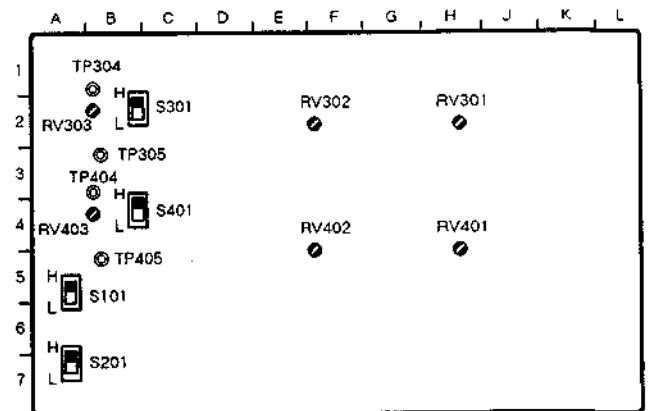 A B C D E F G H J K L
1
TP304
H
S301
RV302
RV301
2
RV303
L
TP305
3
TP404
H
S401
4
RV403
L
RV402
RV401
TP405
5
H
S101
L
6
H
S201
7
L